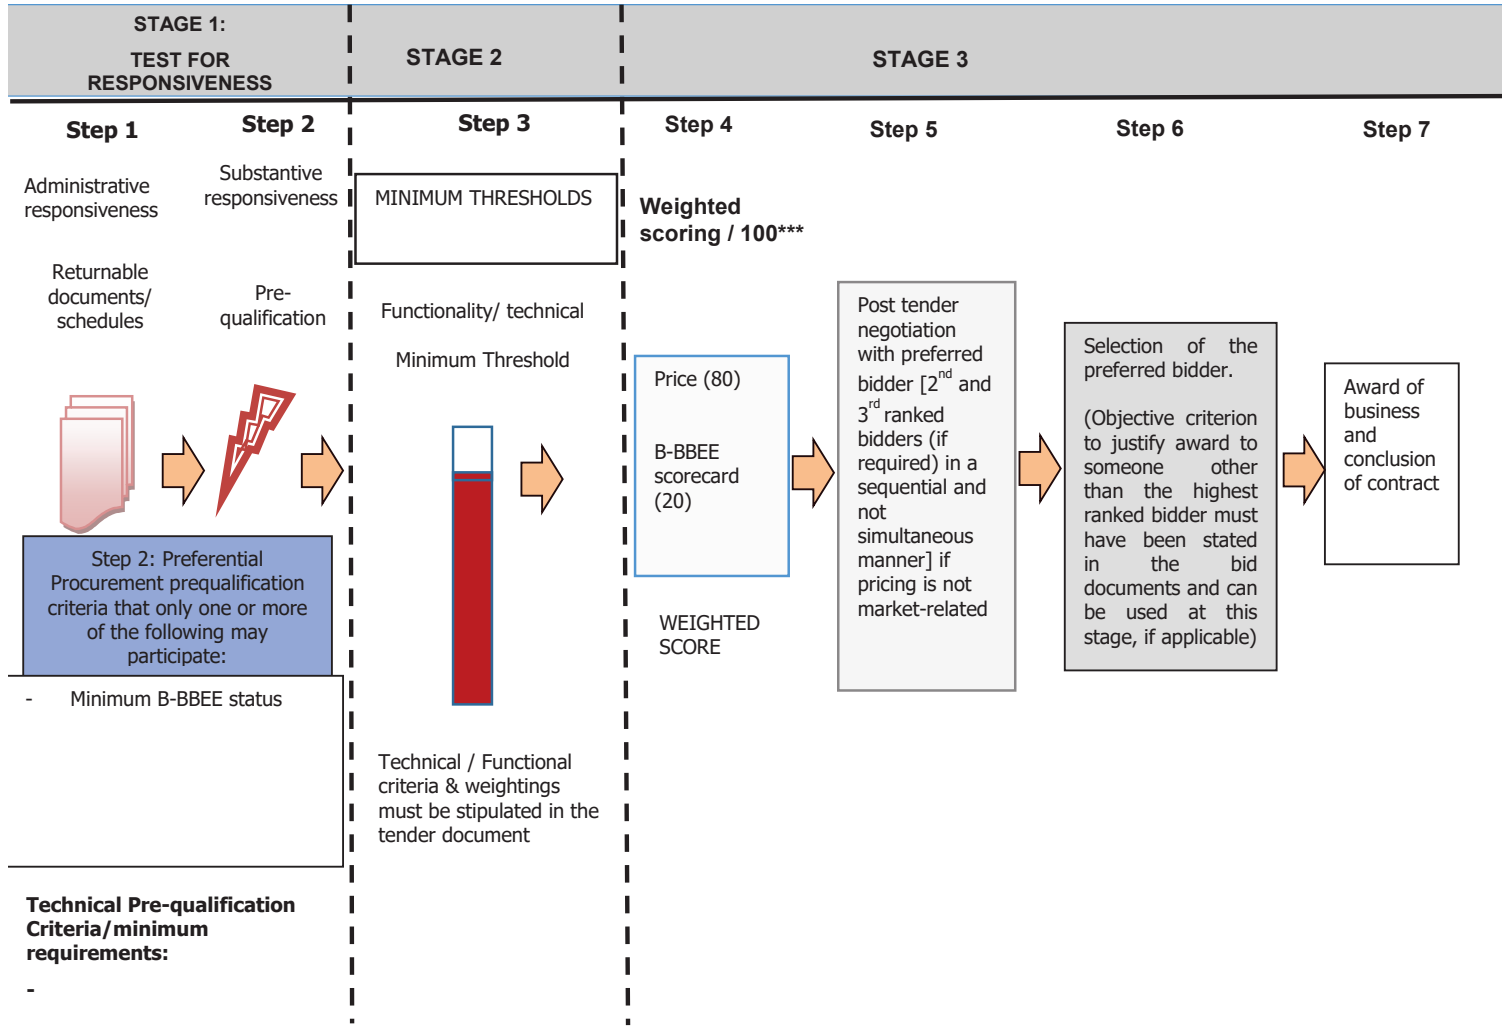 STAGE 1:
TEST FOR
RESPONSIVENESS
STAGE 2
STAGE 3
Step 1
Step 2
Step 3
Step 4
Step 5
Step 6
Step 7
Administrative
responsiveness
Returnable
documents/
schedules
Substantive
responsiveness
Pre-
qualification
Step 2: Preferential
Procurement prequalification
criteria that only one or more
of the following may
participate:
- Minimum B-BBEE status
Technical Pre-qualification
Criteria/minimum
requirements:
-
MINIMUM THRESHOLDS
Functionality/ technical
Minimum Threshold
Technical / Functional
criteria & weightings
must be stipulated in the
tender document
Weighted
scoring / 100***
Price (80)
B-BBEE
scorecard
(20)
WEIGHTED
SCORE
Post tender
negotiation
with preferred
bidder [2nd and
3rd ranked
bidders (if
required) in a
sequential and
not
simultaneous
manner] if
pricing is not
market-related
Selection of the
preferred bidder.
(Objective criterion
to justify award to
someone other
than the highest
ranked bidder must
have been stated
in the bid
documents and can
be used at this
stage, if applicable)
Award of
business
and
conclusion
of contract